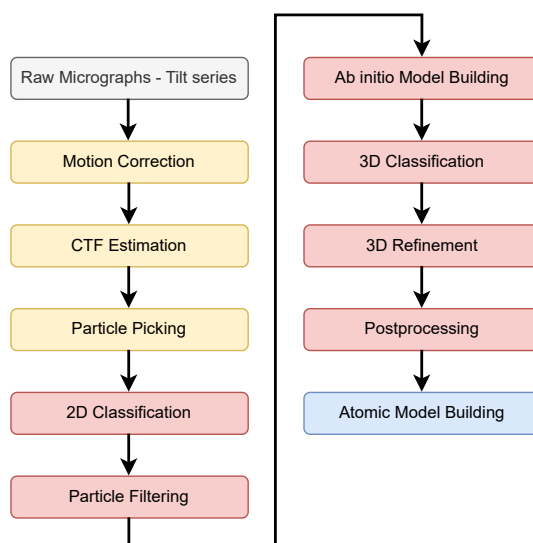 Raw Micrographs - Tilt series
Motion Correction
CTF Estimation
Particle Picking
2D Classification
Particle Filtering
Ab initio Model Building
3D Classification
3D Refinement
Postprocessing
Atomic Model Building